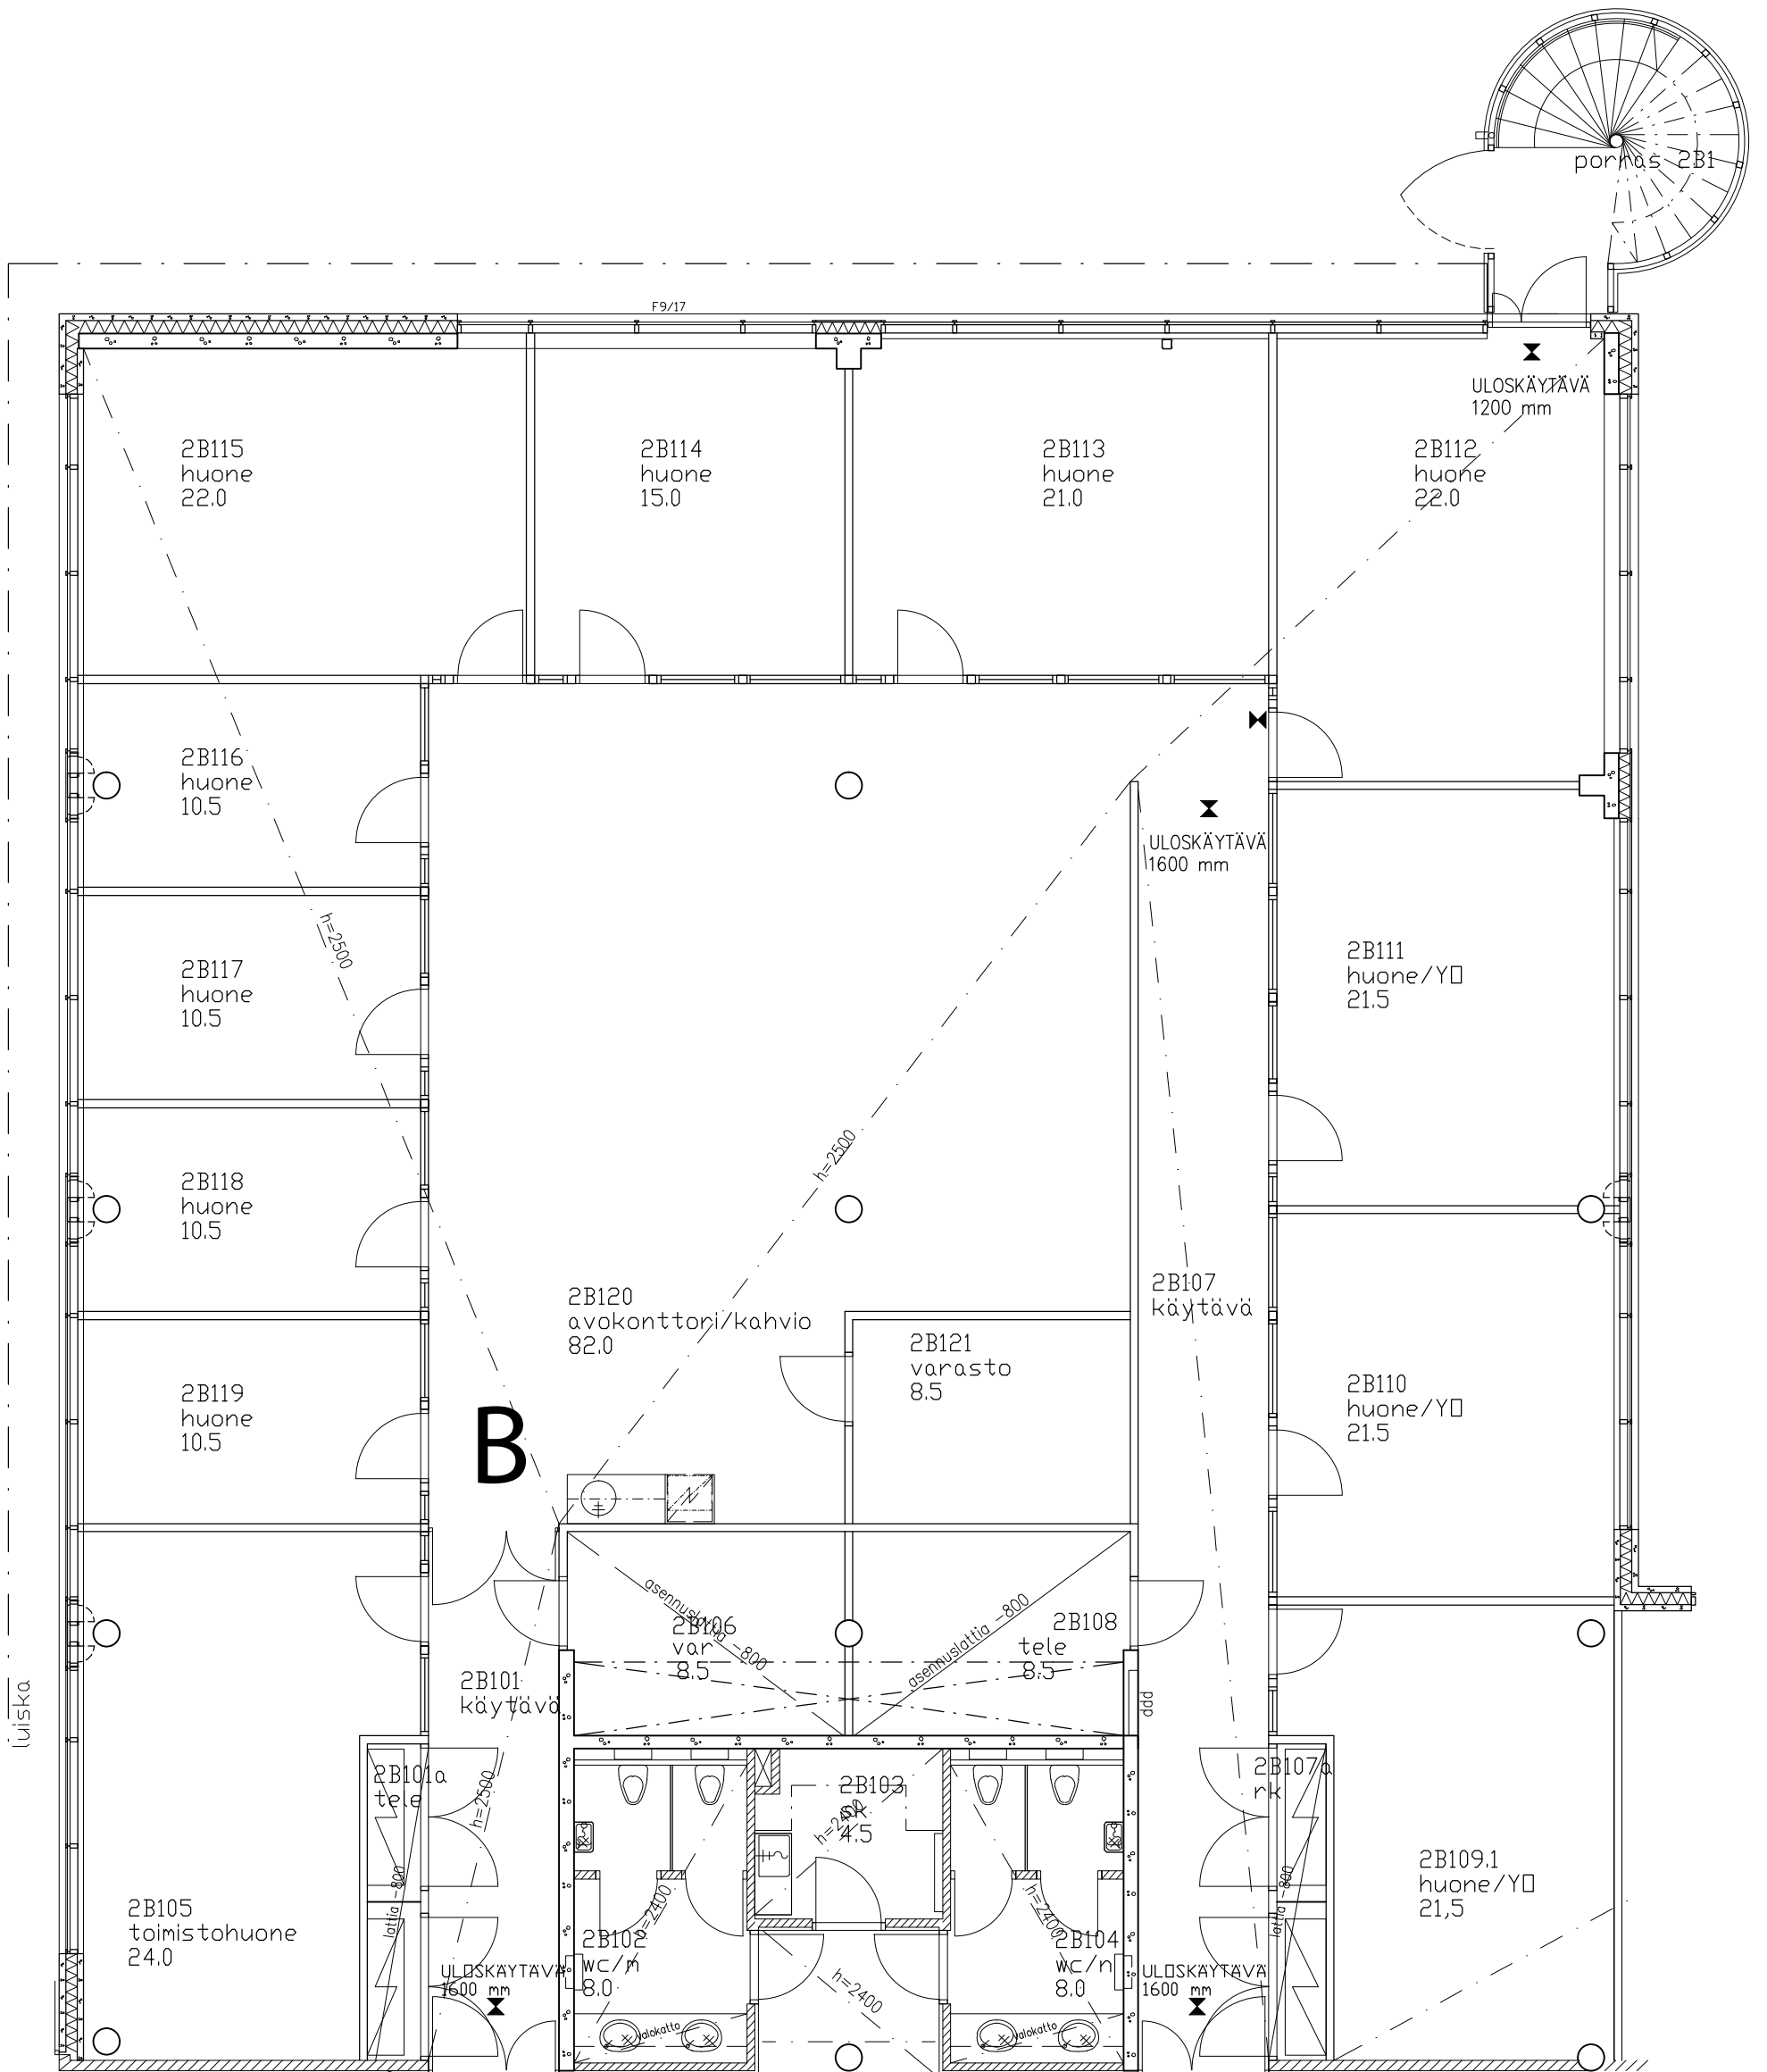 porras 2B1
F9/17
ULOSKÄYTÄVÄ
1200 mm
2B115
huone
22.0
2B114
huone
15.0
2B113
huone
21.0
2B112
huone
22.0
2B116
huone
10.5
ULOSKÄYTÄVÄ
1600 mm
h=2500
2B117
huone
10.5
2B111
huone/Y▯
21.5
h=2500
2B118
huone
10.5
2B120
avokonttori/kahvio
82.0
2B107
käytävä
2B121
varasto
8.5
2B119
huone
10.5
B
2B110
huone/Y▯
21.5
asennuslattia -800
2B106
var
8.5
asennuslattia -800
2B108
tele
8.5
2B101
käytävä
ddd
luiska
2B101a
tele
h=2500
2B103
SK
4.5
h=2400
2B107a
rk
lattia -800
2B105
toimistohuone
24.0
h=2400
2B102
wc/m
8.0
h=2400
2B104
wc/n
8.0
lattia -800
2B109.1
huone/Y▯
21,5
ULOSKÄYTÄVÄ
1600 mm
h=2400
ULOSKÄYTÄVÄ
1600 mm
valokatto
valokatto